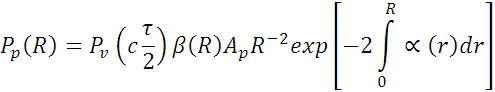 P_p(R) = P_v (c τ/2) β(R) A_p R^{-2} exp [ -2 ∫_0^R ∝ (r)dr ]